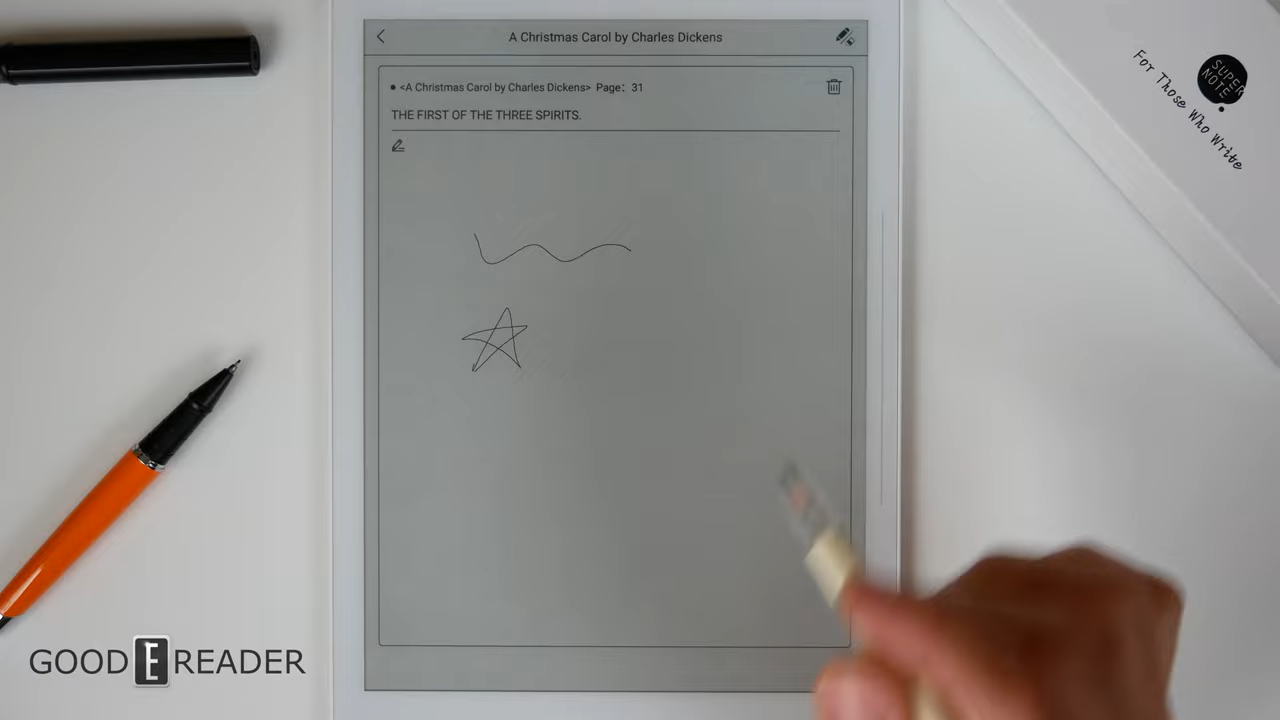 A Christmas Carol by Charles Dickens
• <A Christmas Carol by Charles Dickens> Page: 31
THE FIRST OF THE THREE SPIRITS.
SUPER
NOTE
For Those Who Write
GOOD E READER